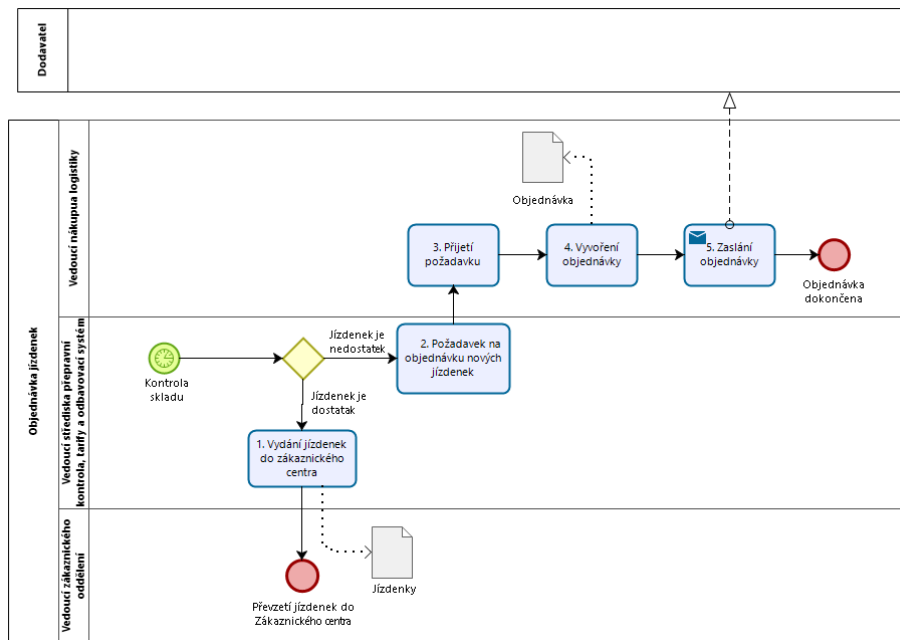 Dodavatel
Objednávka jízdenek
Vedoucí nákupua logistiky
Objednávka
3. Přijetí
požadavku
4. Vyvoření
objednávky
5. Zaslání
objednávky
Objednávka
dokončena
Vedoucí střediska přepravní
kontrola, tarify a odbavovací systém
Kontrola
skladu
Jízdenek je
nedostatek
2. Požadavek na
objednávku nových
jízdenek
Jízdenek je
dostatak
1. Vydání jízdenek
do zákaznického
centra
Vedoucí zákaznického
oddělení
Jízdenky
Převzetí jízdenek do
Zákaznického centra